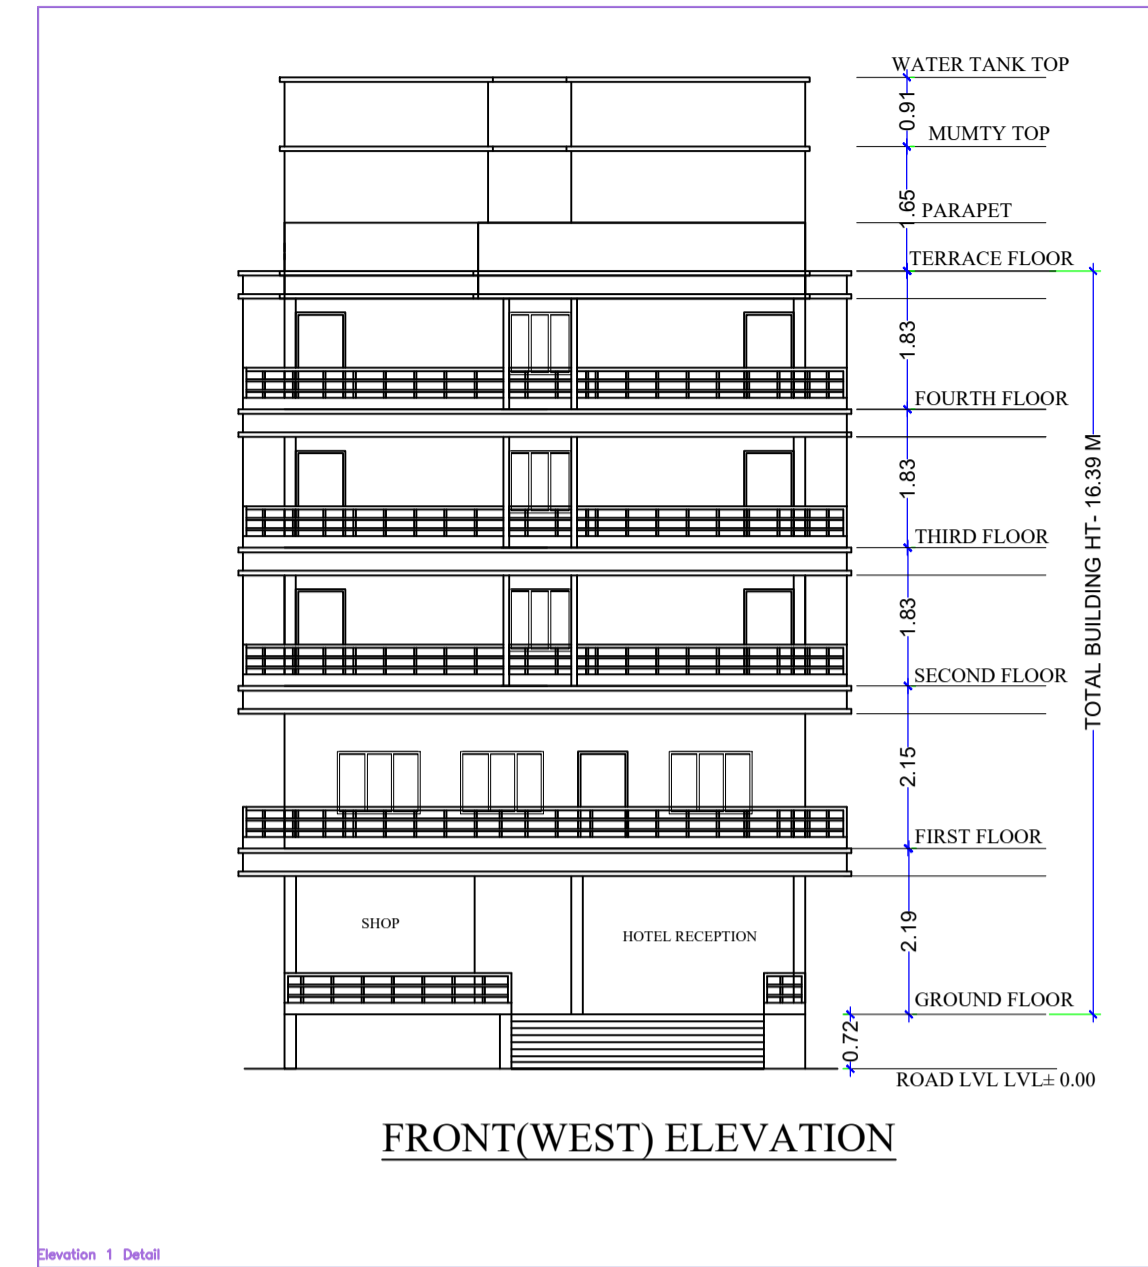 WATER TANK TOP
0.91
MUMTY TOP
1.65
PARAPET
TERRACE FLOOR
1.83
FOURTH FLOOR
1.83
THIRD FLOOR
TOTAL BUILDING HT- 16.39 M
1.83
SECOND FLOOR
2.15
FIRST FLOOR
SHOP
HOTEL RECEPTION
2.19
GROUND FLOOR
0.72
ROAD LVL LVL± 0.00
FRONT(WEST) ELEVATION
Elevation 1 Detail